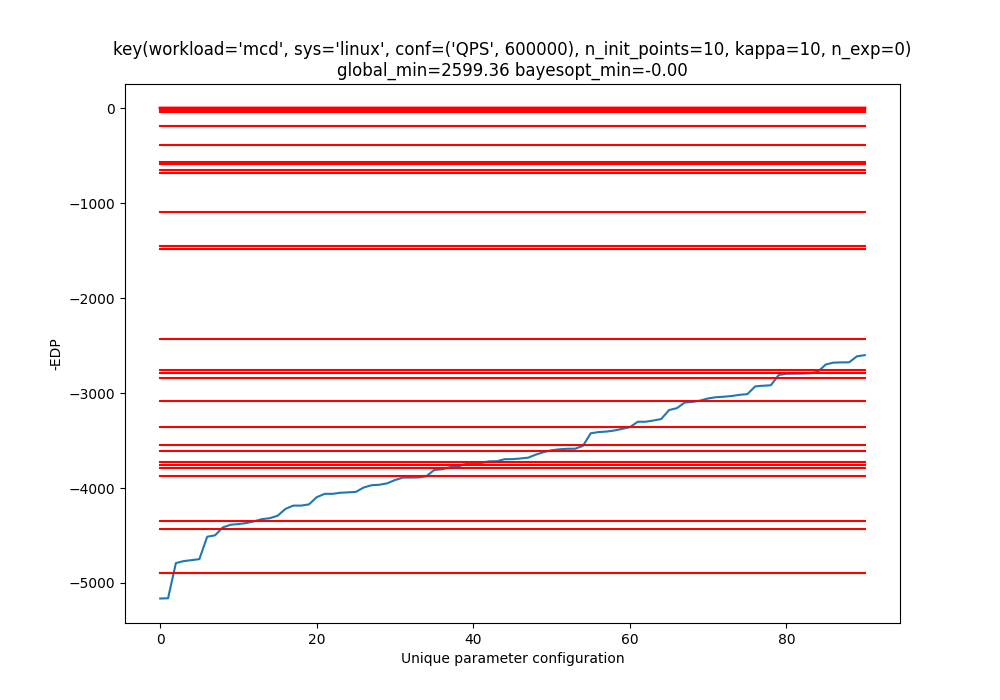 key(workload='mcd', sys='linux', conf=('QPS', 600000), n_init_points=10, kappa=10, n_exp=0)
global_min=2599.36 bayesopt_min=-0.00
0
−1000
−2000
−3000
−4000
−5000
-EDP
0 20 40 60 80
Unique parameter configuration